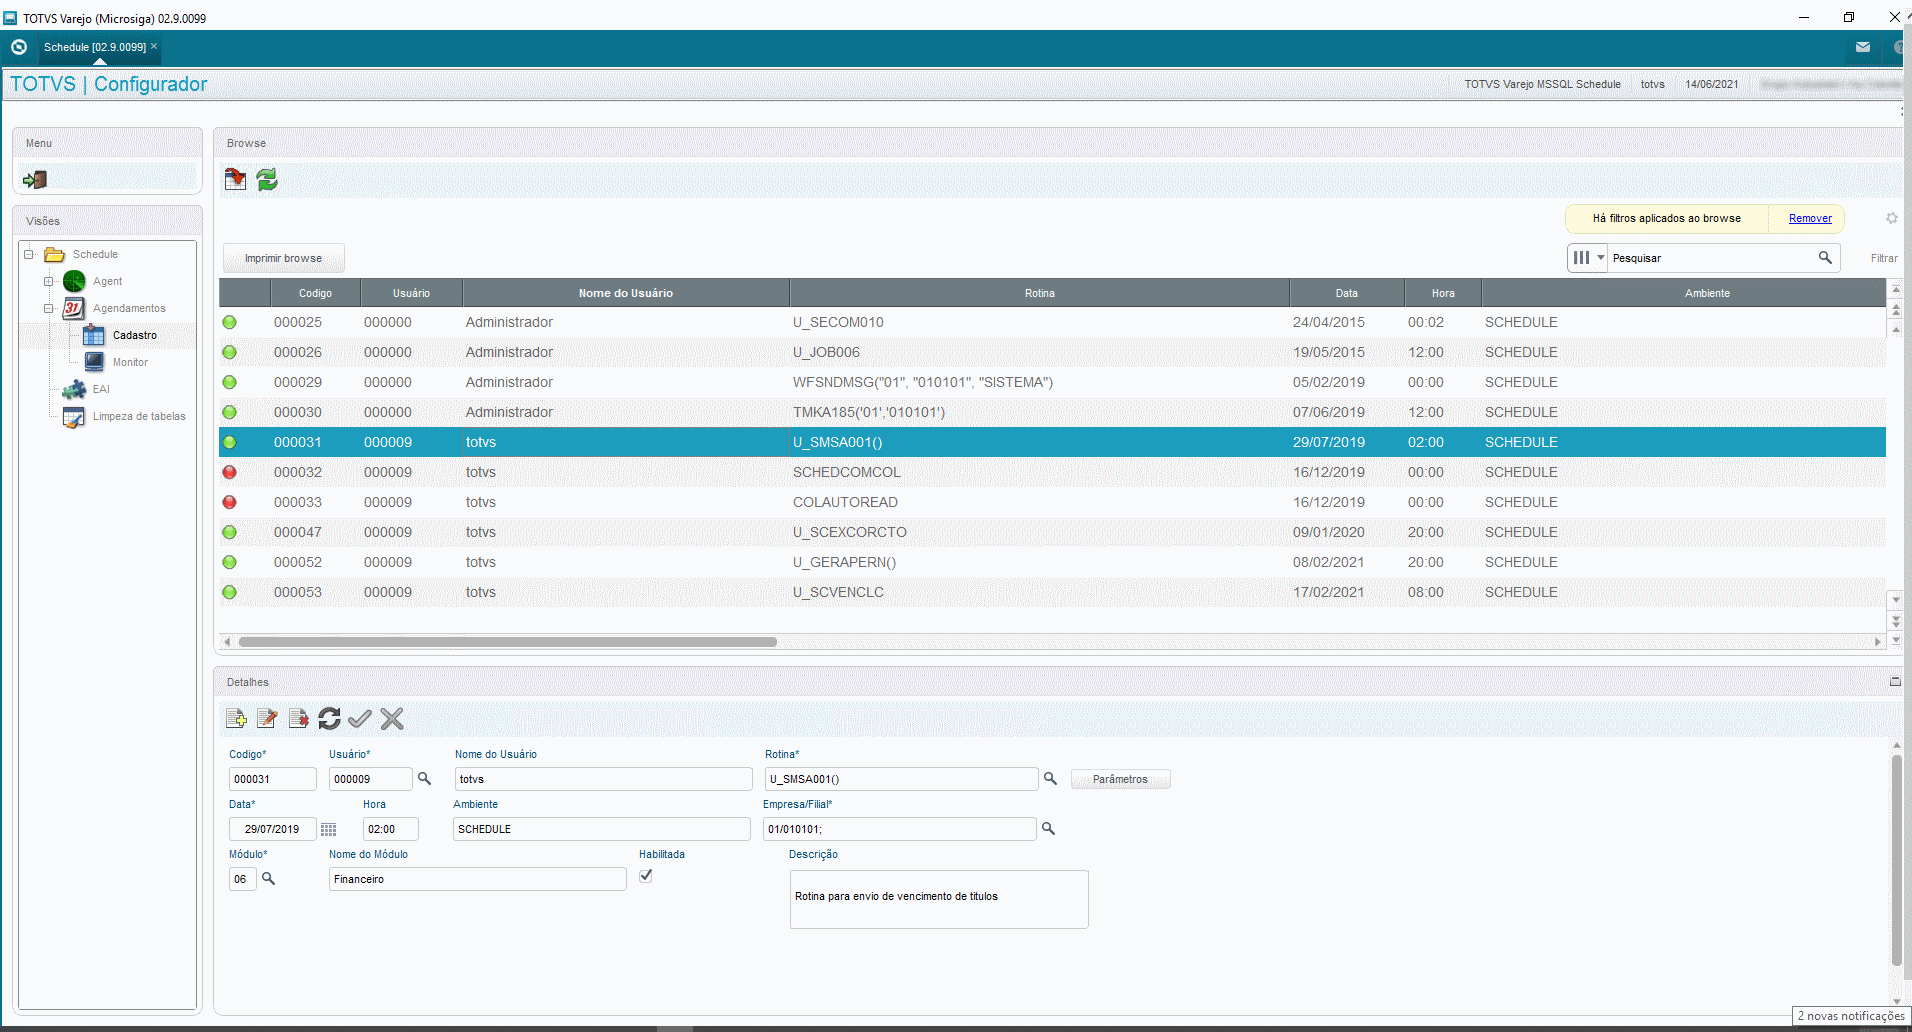 TOTVS Varejo (Microsiga) 02.9.0099
Schedule [02.9.0099]
TOTVS | Configurador
TOTVS Varejo MSSQL Schedule totvs 14/06/2021
Menu
Visões
Schedule
Agent
31 Agendamentos
Cadastro
Monitor
EAI
Limpeza de tabelas
Browse
Há filtros aplicados ao browse Remover
Imprimir browse Pesquisar Filtrar
Codigo Usuário Nome do Usuário Rotina Data Hora Ambiente
000025 000000 Administrador U_SECOM010 24/04/2015 00:02 SCHEDULE
000026 000000 Administrador U_JOB006 19/05/2015 12:00 SCHEDULE
000029 000000 Administrador WFSNDMSG("01", "010101", "SISTEMA") 05/02/2019 00:00 SCHEDULE
000030 000000 Administrador TMKA185('01','010101') 07/06/2019 12:00 SCHEDULE
000031 000009 totvs U_SMSA001() 29/07/2019 02:00 SCHEDULE
000032 000009 totvs SCHEDCOMCOL 16/12/2019 00:00 SCHEDULE
000033 000009 totvs COLAUTOREAD 16/12/2019 00:00 SCHEDULE
000047 000009 totvs U_SCEXCORCTO 09/01/2020 20:00 SCHEDULE
000052 000009 totvs U_GERAPERN() 08/02/2021 20:00 SCHEDULE
000053 000009 totvs U_SCVENCLC 17/02/2021 08:00 SCHEDULE
Detalhes
Codigo* Usuário* Nome do Usuário Rotina*
000031 000009 totvs U_SMSA001() Parâmetros
Data* Hora Ambiente Empresa/Filial*
29/07/2019 02:00 SCHEDULE 01/010101;
Módulo* Nome do Módulo Habilitada Descrição
06 Financeiro
Rotina para envio de vencimento de titulos
2 novas notificações